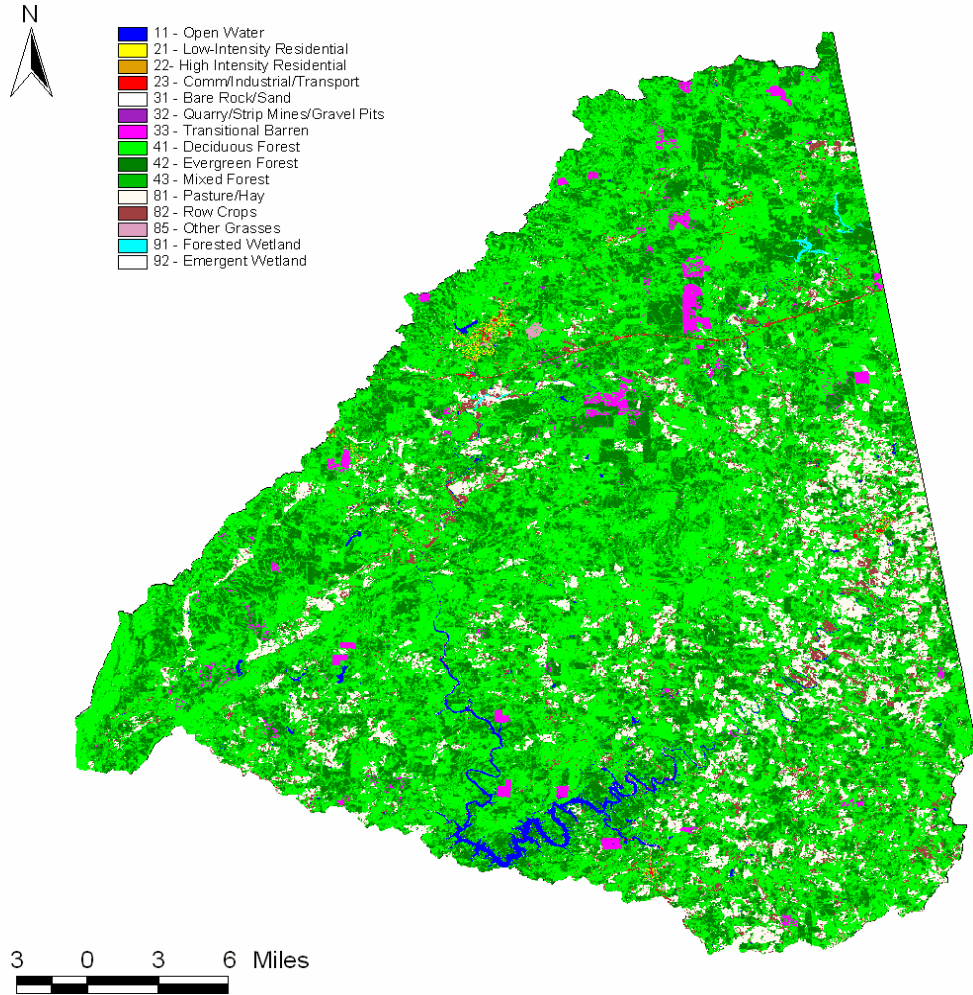 N
11 - Open Water
21 - Low-Intensity Residential
22- High Intensity Residential
23 - Comm/Industrial/Transport
31 - Bare Rock/Sand
32 - Quarry/Strip Mines/Gravel Pits
33 - Transitional Barren
41 - Deciduous Forest
42 - Evergreen Forest
43 - Mixed Forest
81 - Pasture/Hay
82 - Row Crops
85 - Other Grasses
91 - Forested Wetland
92 - Emergent Wetland
3 0 3 6 Miles